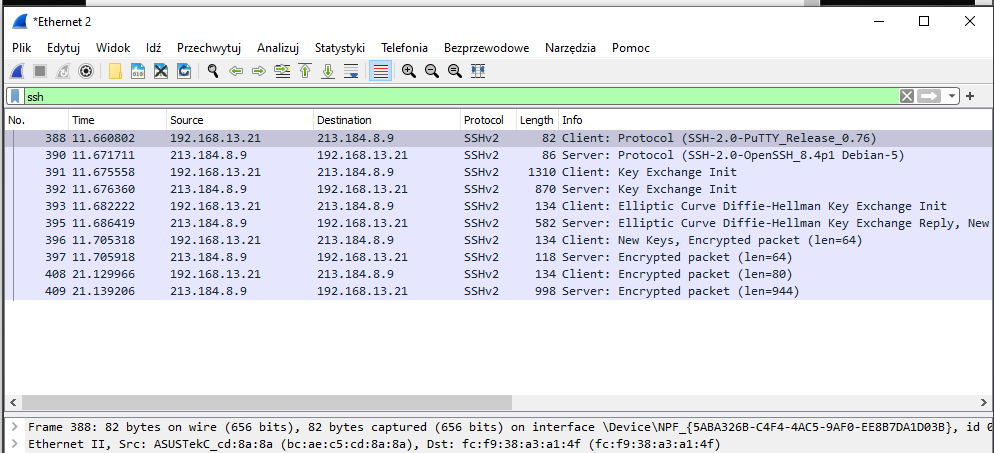 *Ethernet 2
Plik Edytuj Widok Idź Przechwytuj Analizuj Statystyki Telefonia Bezprzewodowe Narzędzia Pomoc
ssh
No. Time Source Destination Protocol Length Info
388 11.660802 192.168.13.21 213.184.8.9 SSHv2 82 Client: Protocol (SSH-2.0-PuTTY_Release_0.76)
390 11.671711 213.184.8.9 192.168.13.21 SSHv2 86 Server: Protocol (SSH-2.0-OpenSSH_8.4p1 Debian-5)
391 11.675558 192.168.13.21 213.184.8.9 SSHv2 1310 Client: Key Exchange Init
392 11.676360 213.184.8.9 192.168.13.21 SSHv2 870 Server: Key Exchange Init
393 11.682222 192.168.13.21 213.184.8.9 SSHv2 134 Client: Elliptic Curve Diffie-Hellman Key Exchange Init
395 11.686419 213.184.8.9 192.168.13.21 SSHv2 582 Server: Elliptic Curve Diffie-Hellman Key Exchange Reply, New
396 11.705318 192.168.13.21 213.184.8.9 SSHv2 134 Client: New Keys, Encrypted packet (len=64)
397 11.705918 213.184.8.9 192.168.13.21 SSHv2 118 Server: Encrypted packet (len=64)
408 21.129966 192.168.13.21 213.184.8.9 SSHv2 134 Client: Encrypted packet (len=80)
409 21.139206 213.184.8.9 192.168.13.21 SSHv2 998 Server: Encrypted packet (len=944)
Frame 388: 82 bytes on wire (656 bits), 82 bytes captured (656 bits) on interface \Device\NPF_{5ABA326B-C4F4-4AC5-9AF0-EE8B7DA1D03B}, id 0
Ethernet II, Src: ASUSTekC_cd:8a:8a (bc:ae:c5:cd:8a:8a), Dst: fc:f9:38:a3:a1:4f (fc:f9:38:a3:a1:4f)